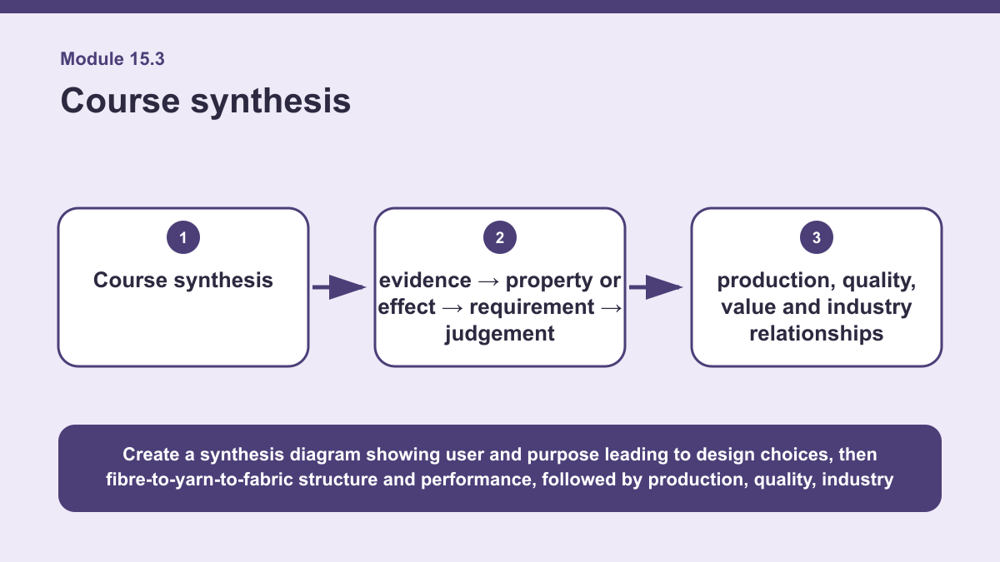 Module 15.3
Course synthesis
1
Course synthesis
2
evidence → property or
effect → requirement →
judgement
3
production, quality,
value and industry
relationships
Create a synthesis diagram showing user and purpose leading to design choices, then
fibre-to-yarn-to-fabric structure and performance, followed by production, quality, industry